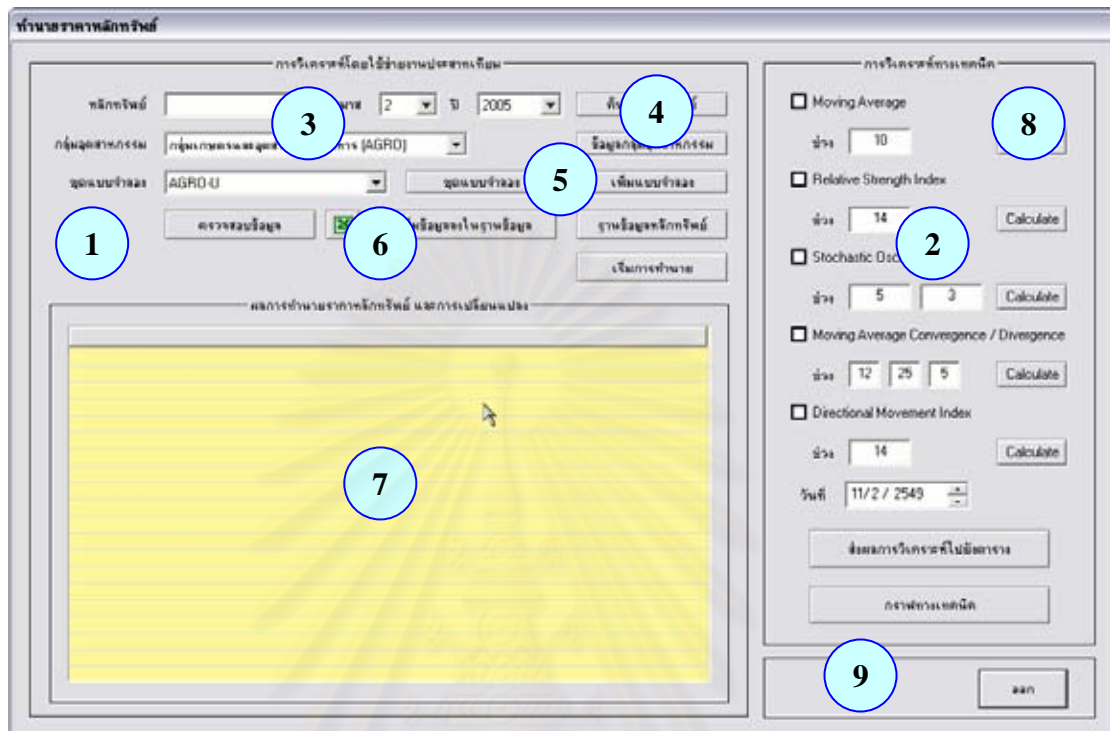 ทำนายราคาหลักทรัพย์
การวิเคราะห์โดยใช้ข่ายงานประสาทเทียม
หลักทรัพย์
2
ปี
2005
4
3
กลุ่มอุตสาหกรรม
(AGRO)
ชุดแบบจำลอง
AGRO-U
ชุดแบบจำลอง
5
เพิ่มแบบจำลอง
1
ตรวจสอบข้อมูล
6
ข้อมูลลงในฐานข้อมูล
ฐานข้อมูลหลักทรัพย์
เริ่มการทำนาย
ผลการทำนายราคาหลักทรัพย์ และการเปลี่ยนแปลง
7
การวิเคราะห์ทางเทคนิค
Moving Average
8
ช่วง 10
Relative Strength Index
ช่วง 14 Calculate
2
Stochastic
ช่วง 5 3 Calculate
Moving Average Convergence / Divergence
ช่วง 12 25 5 Calculate
Directional Movement Index
ช่วง 14 Calculate
วันที่ 11/2 / 2549
ส่งผลการวิเคราะห์ไปยังตาราง
กราฟทางเทคนิค
9
ออก